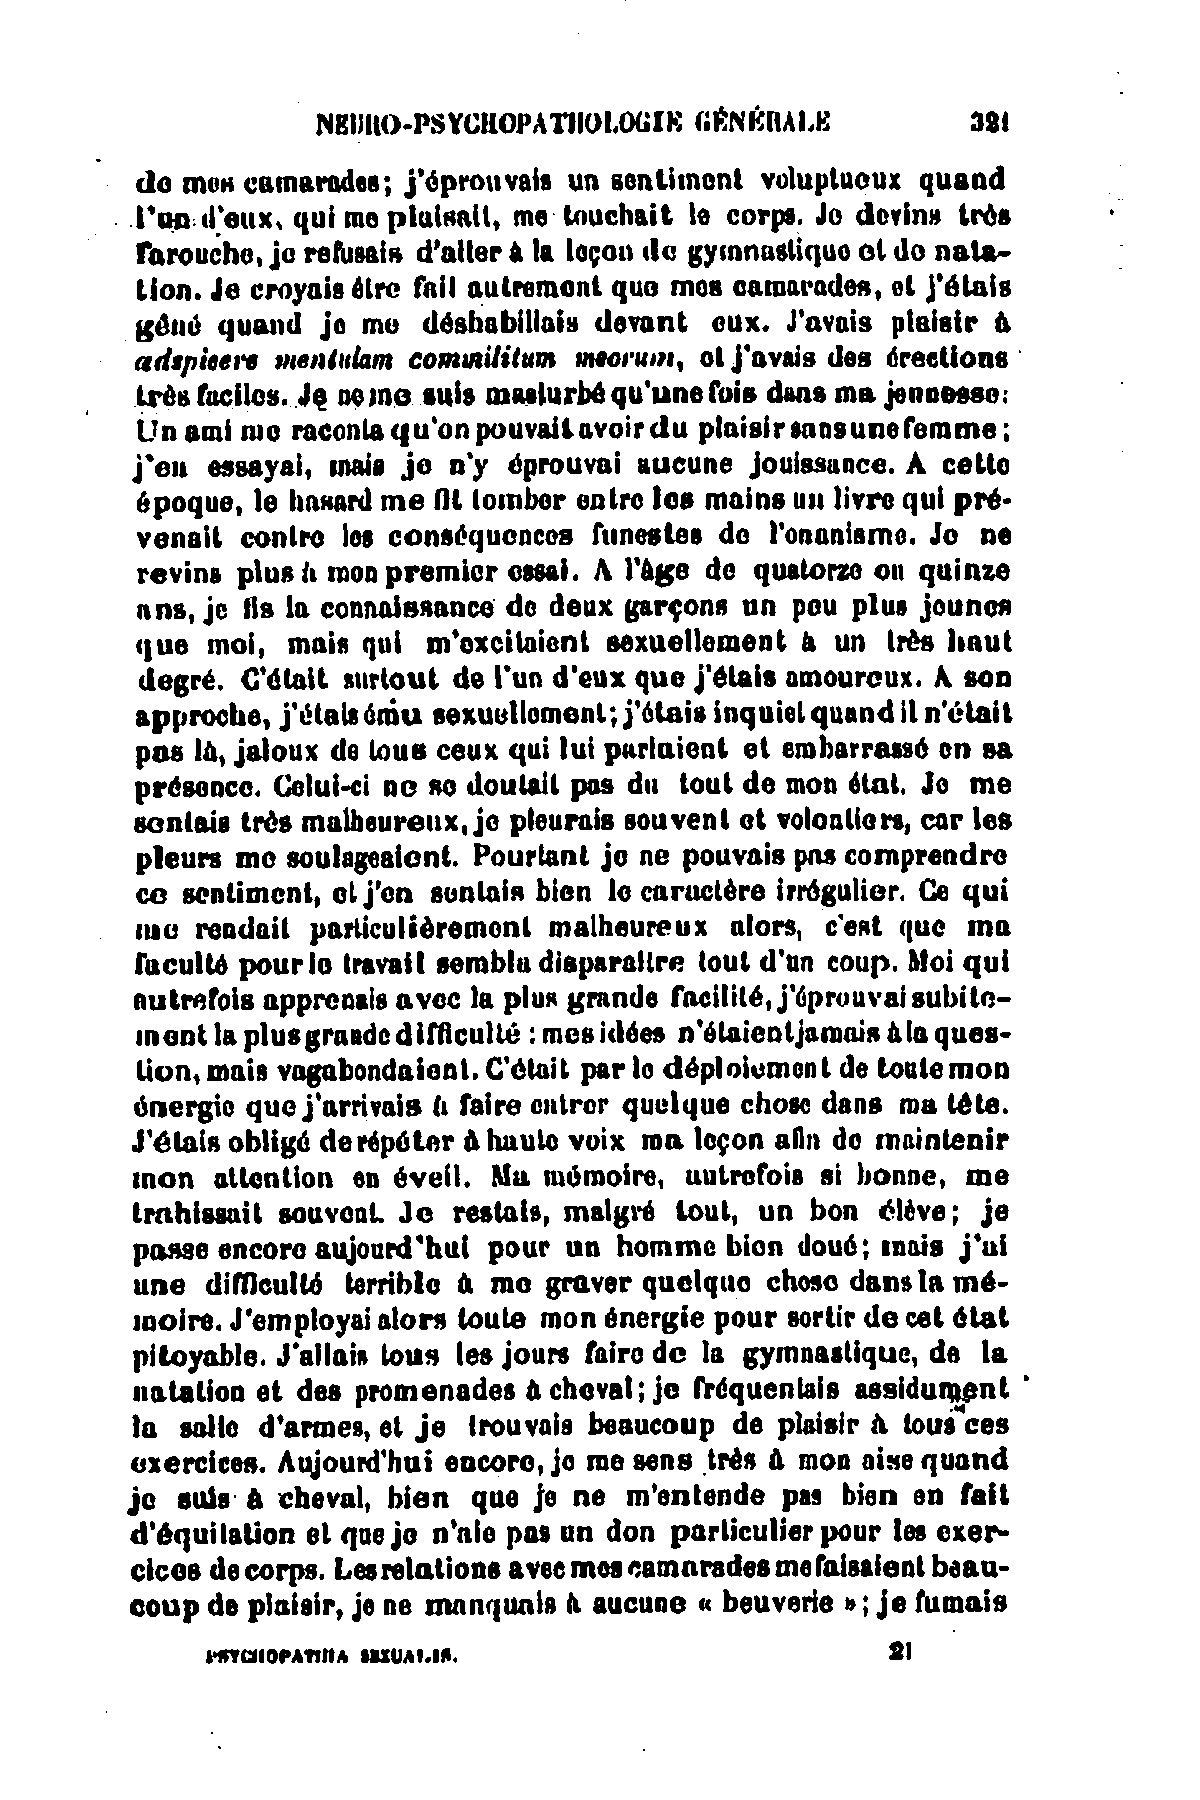 NEURO-PSYCHOPATHOLOGIE GÉNÉRALE 321
de mes camarades; j'éprouvais un sentiment voluptueux quand
l'un d'eux, qui me plaisait, me touchait le corps. Je devins très
farouche, je refusais d'aller à la leçon de gymnastique et de nata-
tion. Je croyais être fait autrement que mes camarades, et j'étais
gêné quand je me déshabillais devant eux. J'avais plaisir à
adspicere mentulam commilitum meorum, et j'avais des érections
très faciles. Je ne me suis masturbé qu'une fois dans ma jeunesse:
Un ami me raconta qu'on pouvait avoir du plaisir sans une femme;
j'en essayai, mais je n'y éprouvai aucune jouissance. A cette
époque, le hasard me fit tomber entre les mains un livre qui pré-
venait contre les conséquences funestes de l'onanisme. Je ne
revins plus à mon premier essai. A l'âge de quatorze ou quinze
ans, je fis la connaissance de deux garçons un peu plus jeunes
que moi, mais qui m'excitaient sexuellement à un très haut
degré. C'était surtout de l'un d'eux que j'étais amoureux. A son
approche, j'étais ému sexuellement; j'étais inquiet quand il n'était
pas là, jaloux de tous ceux qui lui parlaient et embarrassé en sa
présence. Celui-ci ne se doutait pas du tout de mon état. Je me
sentais très malheureux, je pleurais souvent et volontiers, car les
pleurs me soulageaient. Pourtant je ne pouvais pas comprendre
ce sentiment, et j'en sentais bien le caractère irrégulier. Ce qui
me rendait particulièrement malheureux alors, c'est que ma
faculté pour le travail sembla disparaître tout d'un coup. Moi qui
autrefois apprenais avec la plus grande facilité, j'éprouvai subite-
ment la plus grande difficulté : mes idées n'étaient jamais à la ques-
tion, mais vagabondaient. C'était par le déploiement de toute mon
énergie que j'arrivais à faire entrer quelque chose dans ma tête.
J'étais obligé de répéter à haute voix ma leçon afin de maintenir
mon attention en éveil. Ma mémoire, autrefois si bonne, me
trahissait souvent. Je restais, malgré tout, un bon élève; je
passe encore aujourd'hui pour un homme bien doué; mais j'ai
une difficulté terrible à me graver quelque chose dans la mé-
moire. J'employai alors toute mon énergie pour sortir de cet état
pitoyable. J'allais tous les jours faire de la gymnastique, de la
natation et des promenades à cheval; je fréquentais assidument
la salle d'armes, et je trouvais beaucoup de plaisir à tous ces
exercices. Aujourd'hui encore, je me sens très à mon aise quand
je suis à cheval, bien que je ne m'entende pas bien en fait
d'équitation et que je n'aie pas un don particulier pour les exer-
cices de corps. Les relations avec mes camarades me faisaient beau-
coup de plaisir, je ne manquais à aucune « beuverie »; je fumais
PSYCHOPATHIA SEXUALIS. 21